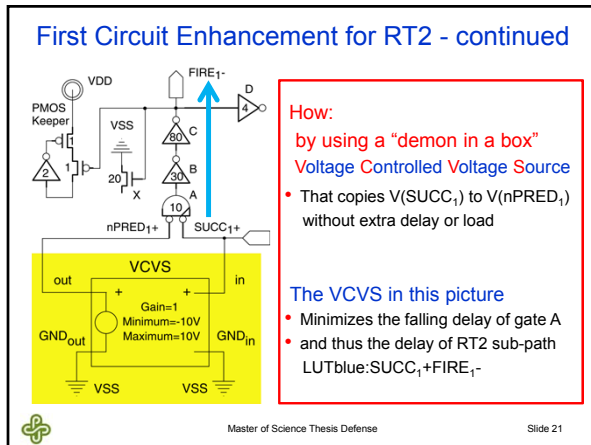 First Circuit Enhancement for RT2 - continued
FIRE1-
VDD
D
4
PMOS
Keeper
VSS
C
80
1
1
2
20
X
B
30
A
10
nPRED1+
SUCC1+
VCVS
out
in
+
+
Gain=1
Minimum=-10V
Maximum=10V
GNDout
GNDin
VSS
VSS
How:
by using a “demon in a box”
Voltage Controlled Voltage Source
• That copies V(SUCC1) to V(nPRED1)
without extra delay or load
The VCVS in this picture
• Minimizes the falling delay of gate A
• and thus the delay of RT2 sub-path
LUTblue:SUCC1+FIRE1-
Master of Science Thesis Defense
Slide 21